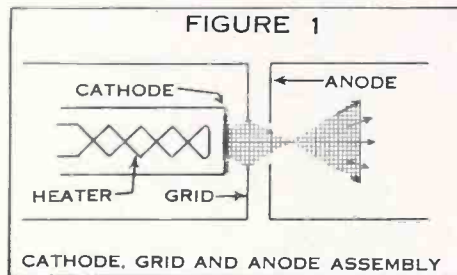 FIGURE 1
CATHODE
ANODE
HEATER
GRID
CATHODE, GRID AND ANODE ASSEMBLY